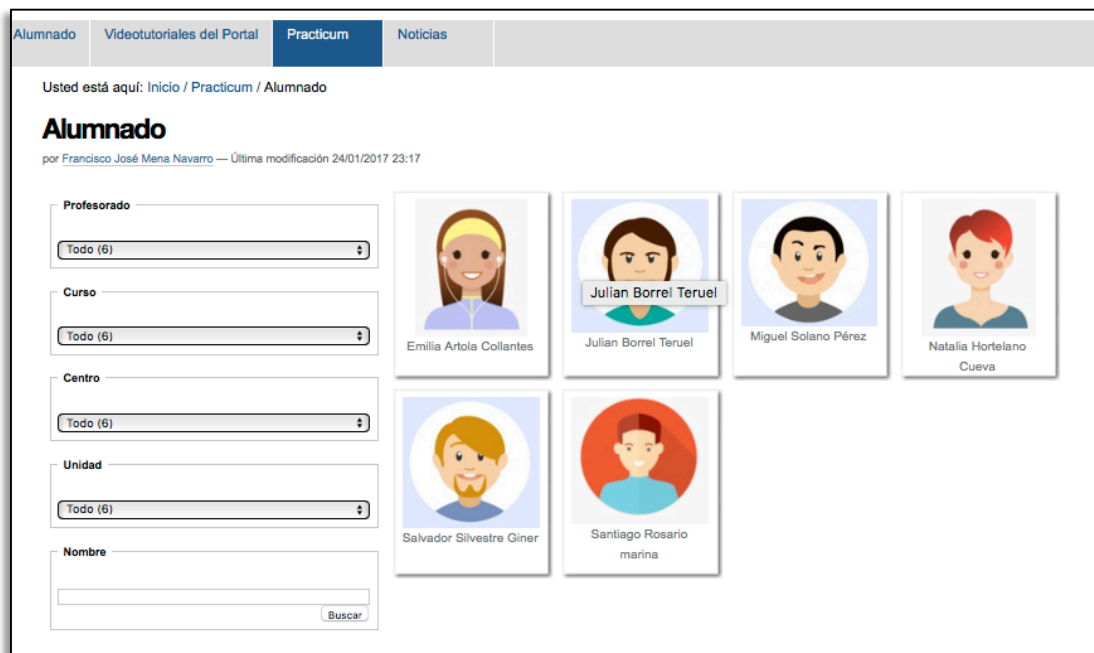 Alumnado Videotutoriales del Portal Practicum Noticias
Usted está aquí: Inicio / Practicum / Alumnado
Alumnado
por Francisco José Mena Navarro — Última modificación 24/01/2017 23:17
Profesorado
Todo (6)
Curso
Todo (6)
Centro
Todo (6)
Unidad
Todo (6)
Nombre
Buscar
Julian Borrel Teruel
Emilia Artola Collantes
Julian Borrel Teruel
Miguel Solano Pérez
Natalia Hortelano
Cueva
Salvador Silvestre Giner
Santiago Rosario
marina